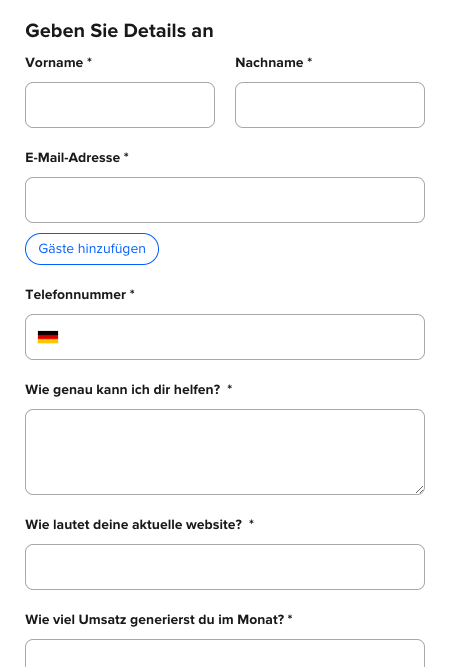 Geben Sie Details an
Vorname * Nachname *
E-Mail-Adresse *
Gäste hinzufügen
Telefonnummer *
Wie genau kann ich dir helfen? *
Wie lautet deine aktuelle website? *
Wie viel Umsatz generierst du im Monat? *